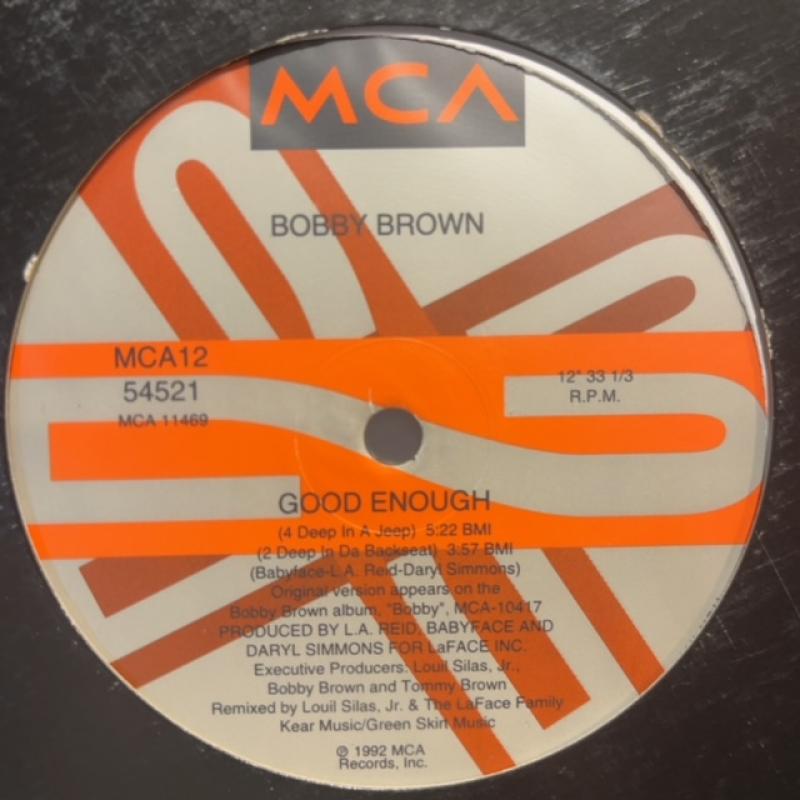 MCA
BOBBY BROWN
MCA12
54521
MCA 11469
12" 33 1/3
R.P.M.
GOOD ENOUGH
(4 Deep In A Jeep) 5:22 BMI
(2 Deep In Da Backseat) 3:57 BMI
(Babyface-L.A. Reid-Daryl Simmons)
Original version appears on the
Bobby Brown album, "Bobby", MCA-10417
PRODUCED BY L.A. REID, BABYFACE AND
DARYL SIMMONS FOR LaFACE INC.
Executive Producers: Louil Silas, Jr.,
Bobby Brown and Tommy Brown
Remixed by Louil Silas, Jr. & The LaFace Family
Kear Music/Green Skirt Music
℗ 1992 MCA
Records, Inc.